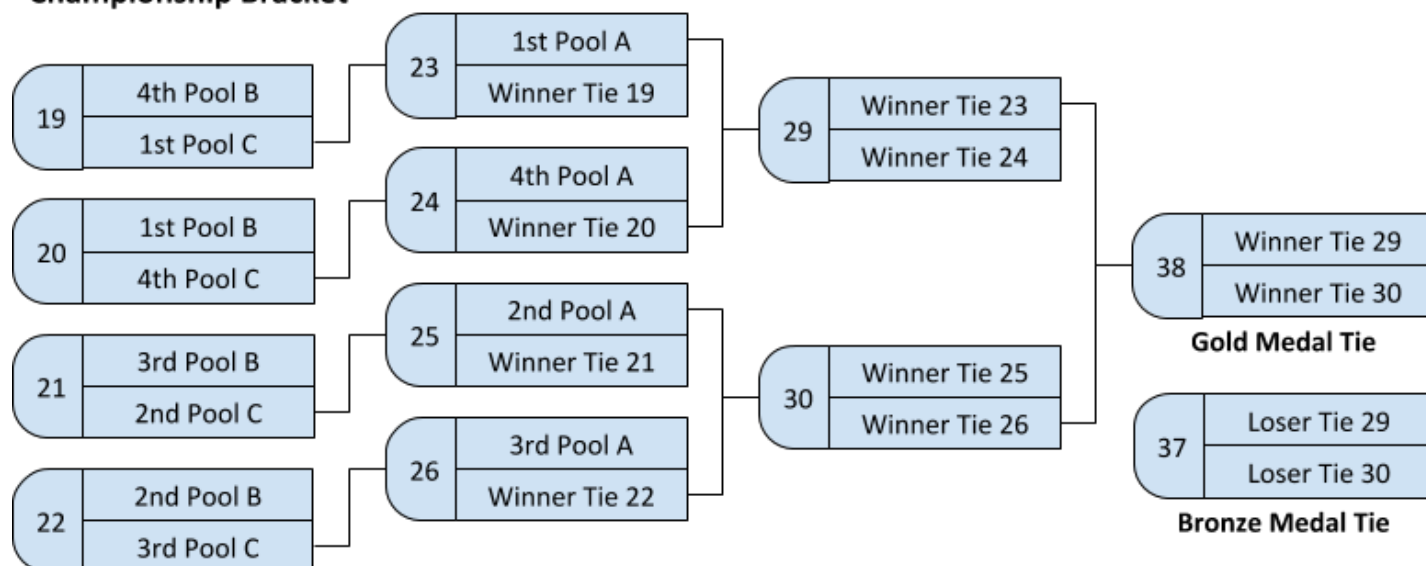 Championship Bracket
19
4th Pool B
1st Pool C
20
1st Pool B
4th Pool C
21
3rd Pool B
2nd Pool C
22
2nd Pool B
3rd Pool C
23
1st Pool A
Winner Tie 19
24
4th Pool A
Winner Tie 20
25
2nd Pool A
Winner Tie 21
26
3rd Pool A
Winner Tie 22
29
Winner Tie 23
Winner Tie 24
30
Winner Tie 25
Winner Tie 26
38
Winner Tie 29
Winner Tie 30
Gold Medal Tie
37
Loser Tie 29
Loser Tie 30
Bronze Medal Tie